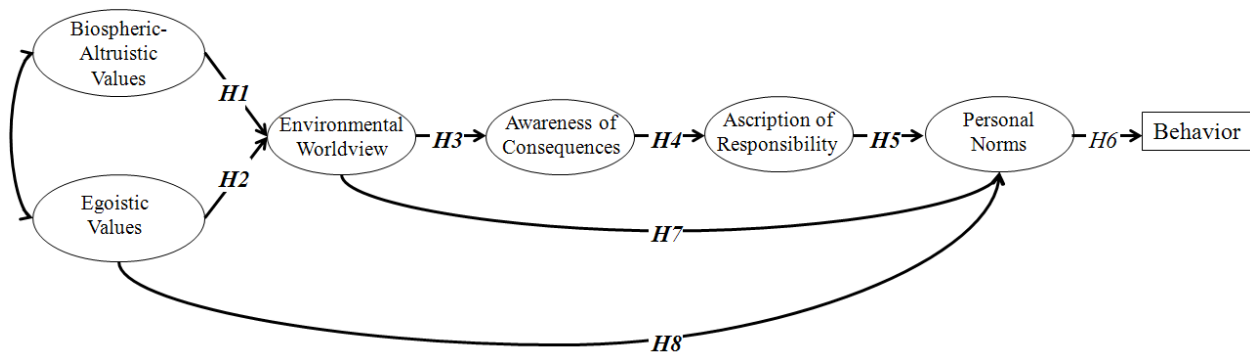 Biospheric-
Altruistic
Values
H1
Environmental
Worldview
H3
Awareness of
Consequences
H4
Ascription of
Responsibility
H5
Personal
Norms
H6
Behavior
Egoistic
Values
H2
H7
H8